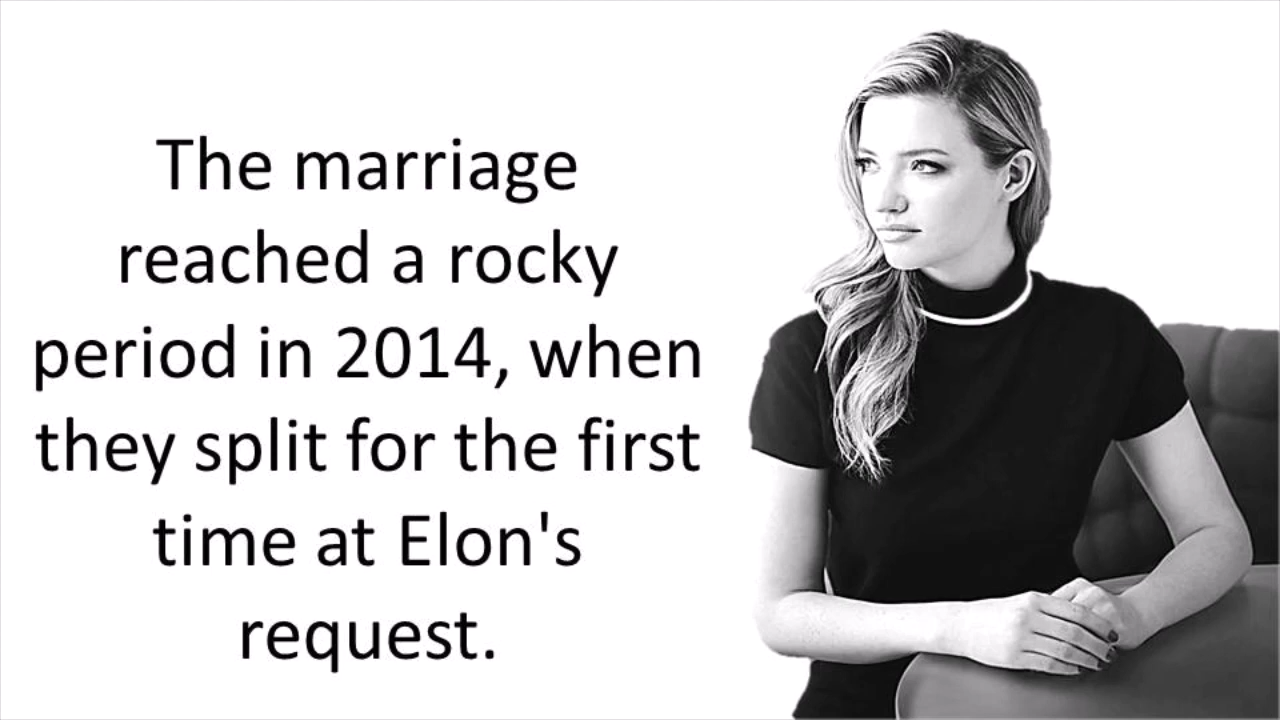 The marriage
reached a rocky
period in 2014, when
they split for the first
time at Elon's
request.